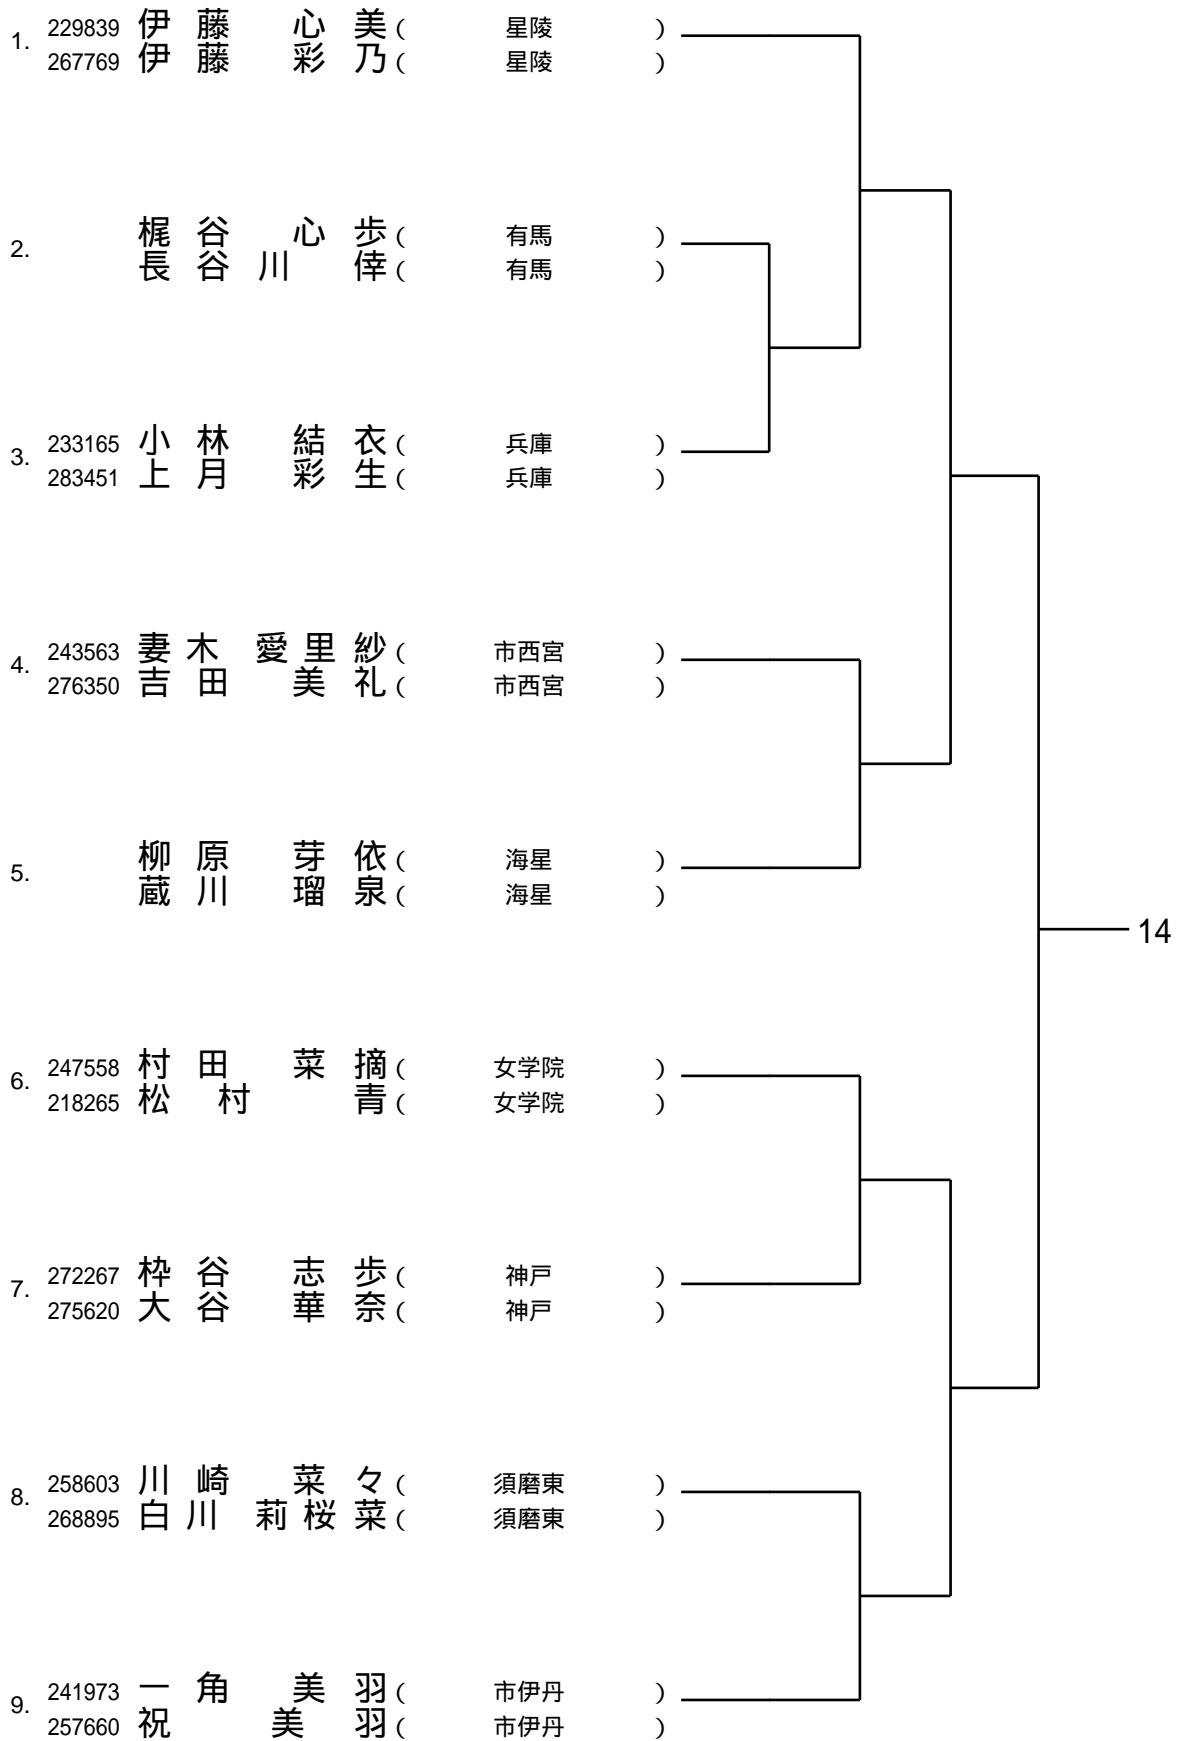 1. 229839 伊藤 心美( 星陵 )
267769 伊藤 彩乃( 星陵 )
2. 梶谷 心歩( 有馬 )
長谷川 倖( 有馬 )
3. 233165 小林 結衣( 兵庫 )
283451 上月 彩生( 兵庫 )
4. 243563 妻木 愛里紗( 市西宮 )
276350 吉田 美礼( 市西宮 )
5. 柳原 芽依( 海星 )
蔵川 瑠泉( 海星 )
14
6. 247558 村田 菜摘( 女学院 )
218265 松村 青( 女学院 )
7. 272267 枠谷 志歩( 神戸 )
275620 大谷 華奈( 神戸 )
8. 258603 川崎 菜々( 須磨東 )
268895 白川 莉桜菜( 須磨東 )
9. 241973 一角 美羽( 市伊丹 )
257660 祝 美羽( 市伊丹 )